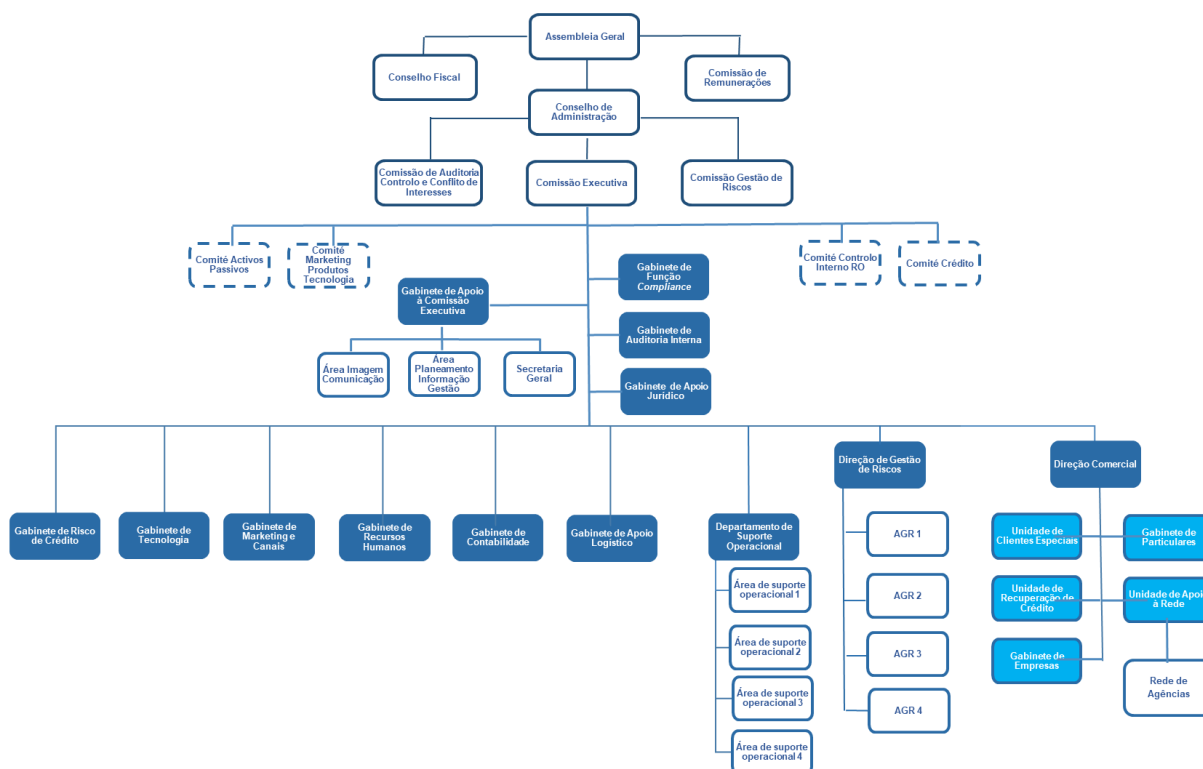 Assembleia Geral
Conselho Fiscal
Comissão de
Remunerações
Conselho de
Administração
Comissão de Auditoria
Controlo e Conflito de
Interesses
Comissão Executiva
Comissão Gestão de
Riscos
Comité Activos
Passivos
Comité
Marketing
Produtos
Tecnologia
Comité Controlo
Interno RO
Comité Crédito
Gabinete de
Função
Compliance
Gabinete de Apoio
à Comissão
Executiva
Gabinete de
Auditoria Interna
Área Imagem
Comunicação
Área
Planeamento
Informação
Gestão
Secretaria
Geral
Gabinete de Apoio
Jurídico
Direção de Gestão
de Riscos
Direção Comercial
Gabinete de Risco
de Crédito
Gabinete de
Tecnologia
Gabinete de
Marketing e
Canais
Gabinete de
Recursos
Humanos
Gabinete de
Contabilidade
Gabinete de Apoio
Logístico
Departamento de
Suporte
Operacional
AGR 1
Unidade de
Clientes Especiais
Gabinete de
Particulares
Área de suporte
operacional 1
AGR 2
Unidade de
Recuperação de
Crédito
Unidade de Apoio
à Rede
Área de suporte
operacional 2
AGR 3
Gabinete de
Empresas
Área de suporte
operacional 3
Rede de
Agências
AGR 4
Área de suporte
operacional 4